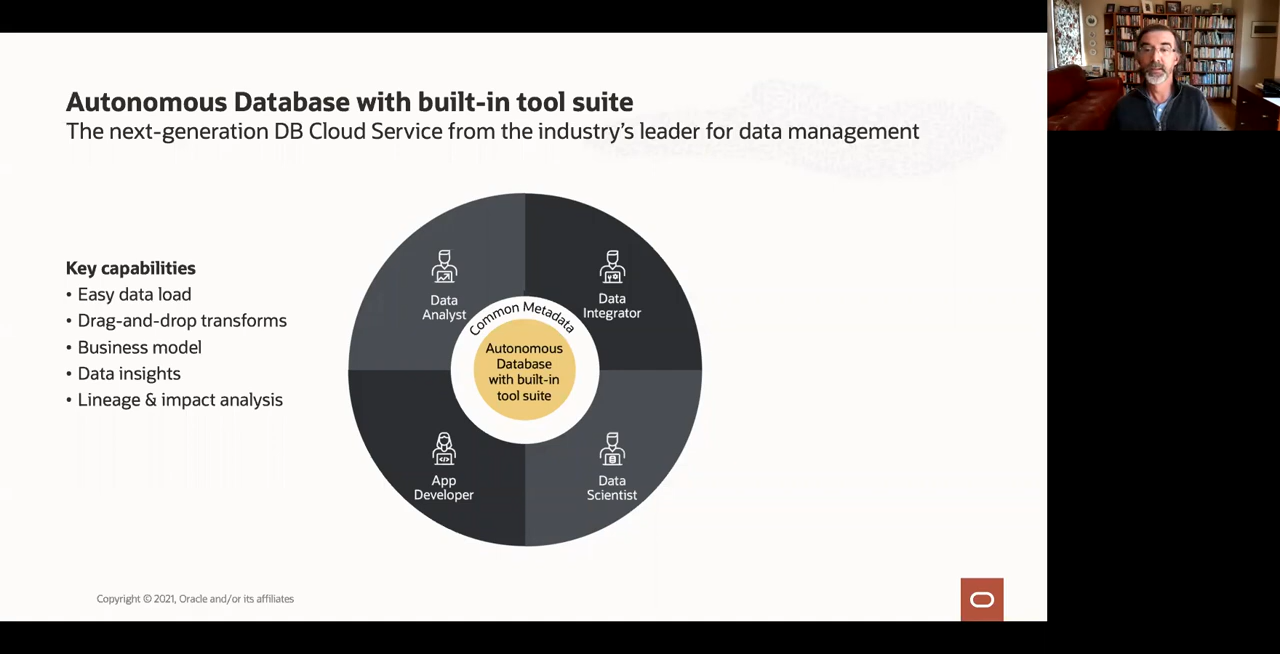 Autonomous Database with built-in tool suite
The next-generation DB Cloud Service from the industry's leader for data management
Key capabilities
• Easy data load
• Drag-and-drop transforms
• Business model
• Data insights
• Lineage & impact analysis
Data
Analyst
Data
Integrator
Common Metadata
Autonomous
Database
with built-in
tool suite
App
Developer
Data
Scientist
Copyright © 2021, Oracle and/or its affiliates